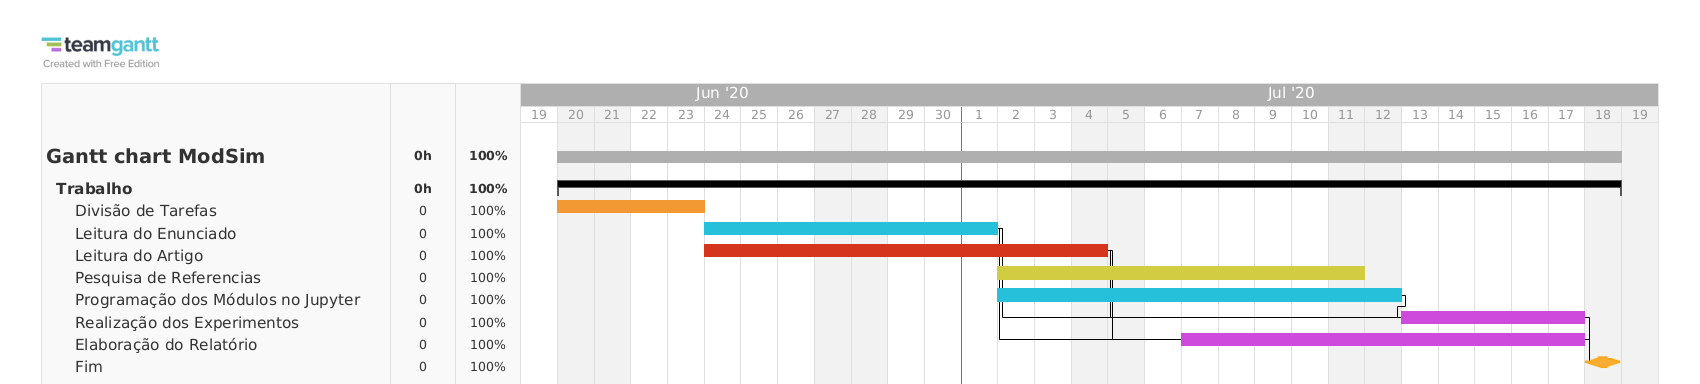 teamgantt
Created with Free Edition
Jun '20 Jul '20
19 20 21 22 23 24 25 26 27 28 29 30 1 2 3 4 5 6 7 8 9 10 11 12 13 14 15 16 17 18 19
Gantt chart ModSim 0h 100%
Trabalho 0h 100%
Divisão de Tarefas 0 100%
Leitura do Enunciado 0 100%
Leitura do Artigo 0 100%
Pesquisa de Referencias 0 100%
Programação dos Módulos no Jupyter 0 100%
Realização dos Experimentos 0 100%
Elaboração do Relatório 0 100%
Fim 0 100%